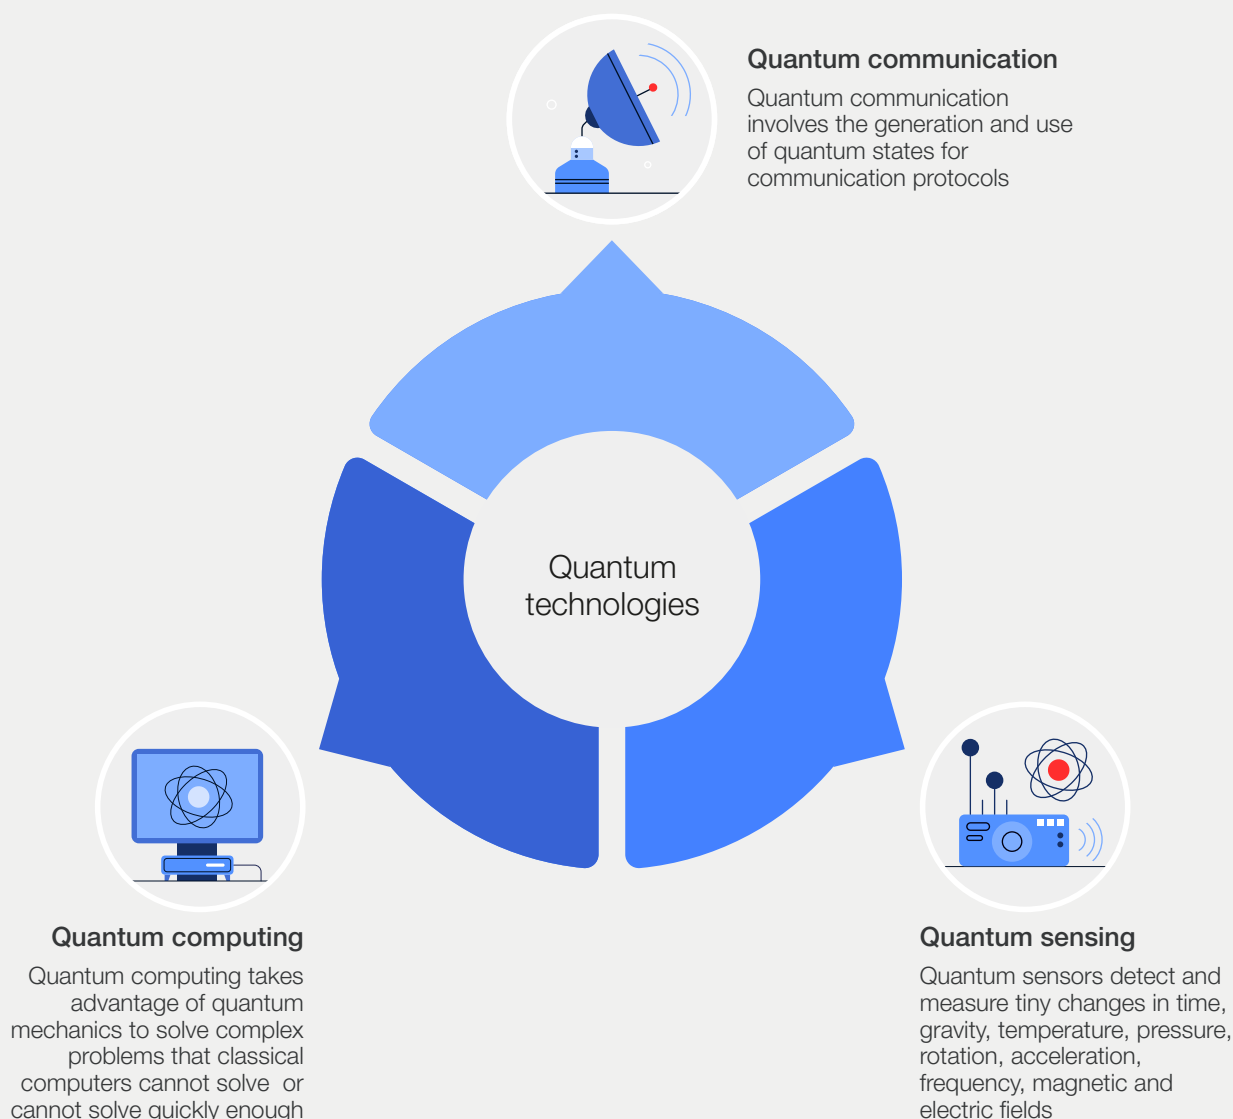 Quantum communication
Quantum communication
involves the generation and use
of quantum states for
communication protocols
Quantum
technologies
Quantum computing
Quantum computing takes
advantage of quantum
mechanics to solve complex
problems that classical
computers cannot solve  or
cannot solve quickly enough
Quantum sensing
Quantum sensors detect and
measure tiny changes in time,
gravity, temperature, pressure,
rotation, acceleration,
frequency, magnetic and
electric fields